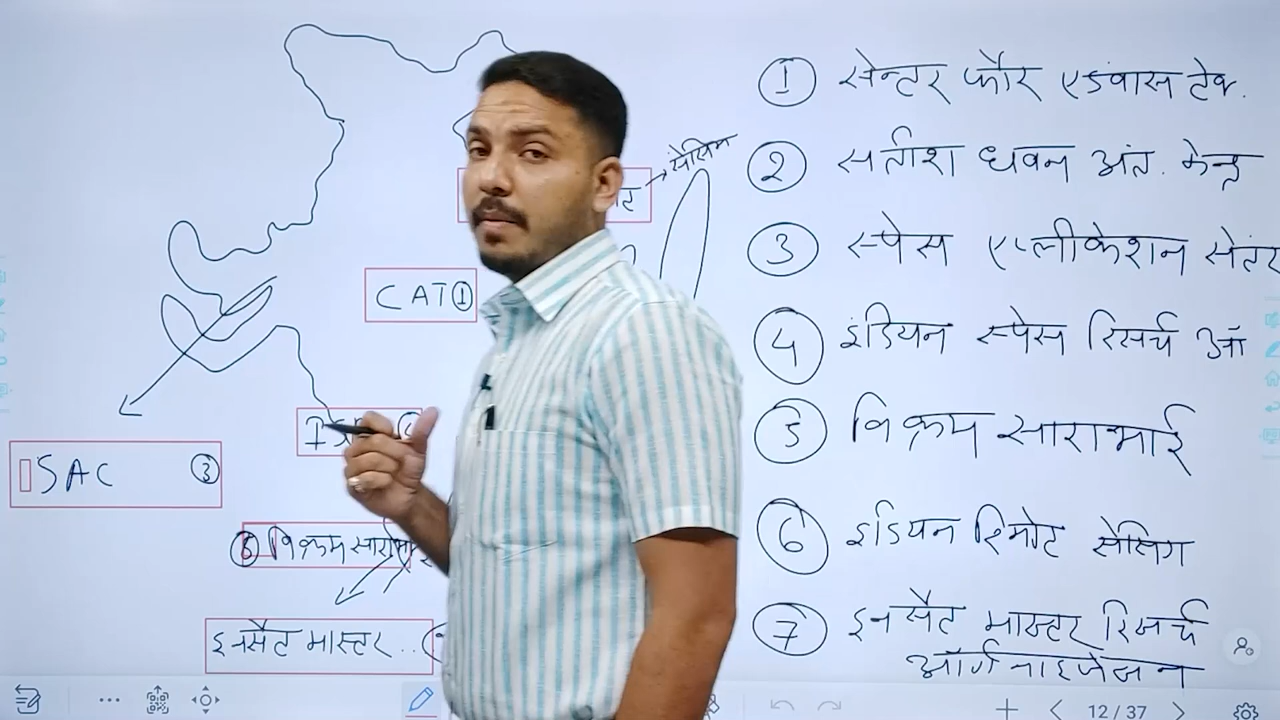 ① सेन्टर फौर एडवांस टेक.
② सतीश धवन अंत. केन्द्र
③ स्पेस एप्लीकेशन सेंटर
④ इंडियन स्पेस रिसर्च ऑ
⑤ विक्रम साराभाई
⑥ इंडियन रिमोट सेंसिंग
⑦ इनसैट मास्टर रिसर्च
ऑर्गनाइजेशन
CAT ①
SAC ③
विक्रम साराभा
इनसैट मास्टर..
12/37